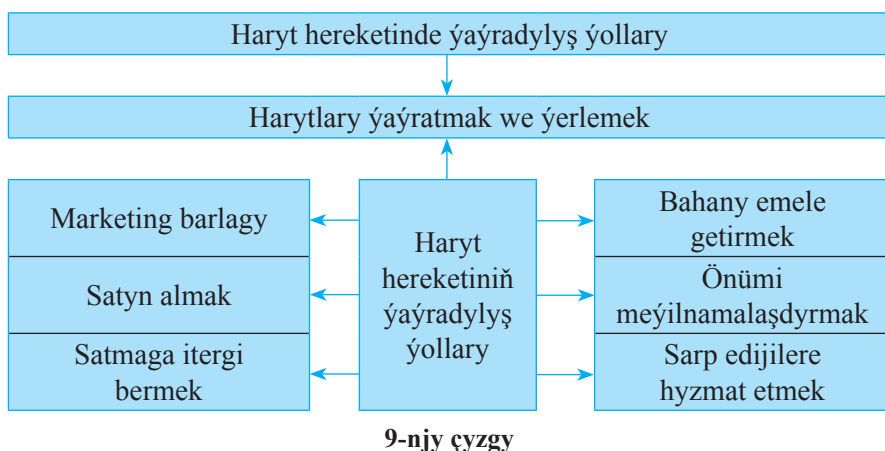 Haryt hereketinde ýaýradylyş ýollary
Harytlary ýaýratmak we ýerlemek
Marketing barlagy
Satyn almak
Satmaga itergi
bermek
Haryt
hereketiniň
ýaýradylyş
ýollary
Bahany emele
getirmek
Önümi
meýilnamalaşdyrmak
Sarp edijilere
hyzmat etmek
9-njy çyzgy